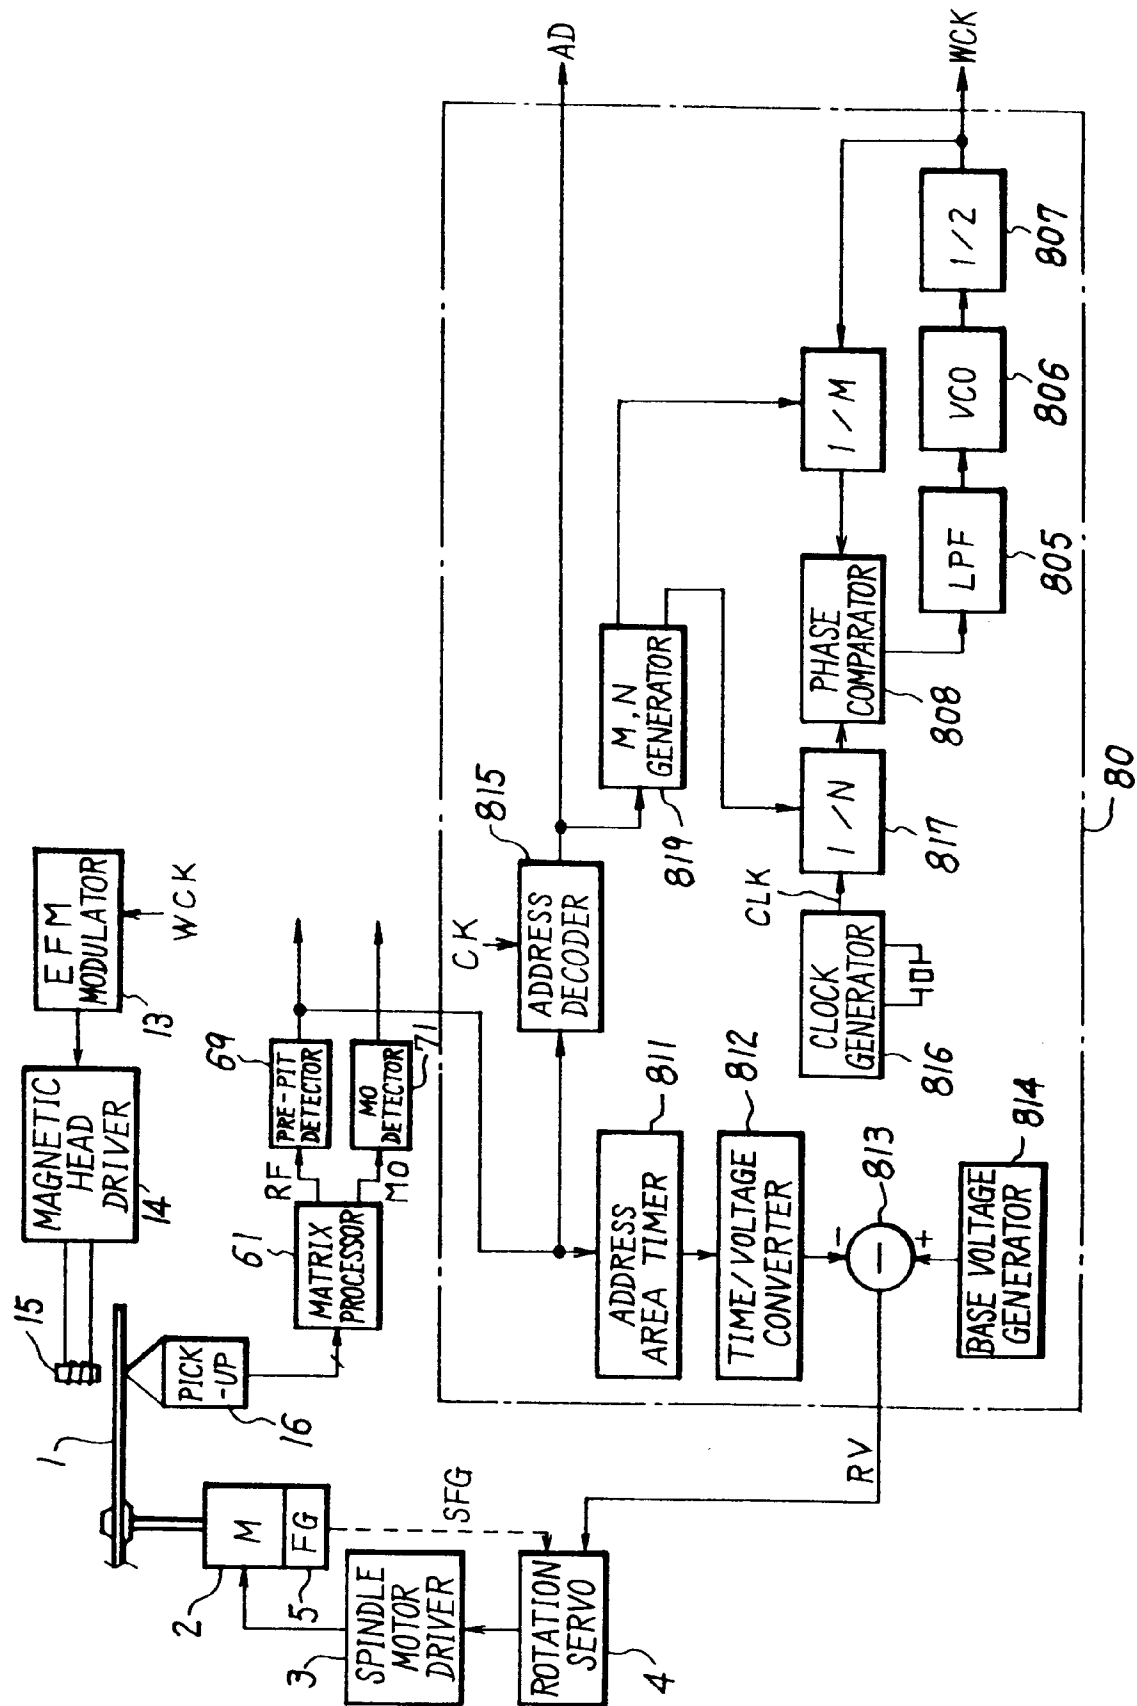 1
15
2
M
FG
5
PICK
-UP
16
MAGNETIC
HEAD
DRIVER
14
EFM
MODULATOR
13
WCK
3
SPINDLE
MOTOR
DRIVER
SFG
ROTATION
SERVO
4
RV
61
MATRIX
PROCESSOR
RF
MO
69
PRE-PIT
DETECTOR
MO
DETECTOR
71
CK
ADDRESS
DECODER
815
AD
ADDRESS
AREA TIMER
811
TIME/VOLTAGE
CONVERTER
812
813
-
−
+
BASE VOLTAGE
GENERATOR
814
M,N
GENERATOR
819
CLOCK
GENERATOR
816
CLK
1/N
817
PHASE
COMPARATOR
808
1/M
LPF
805
VCO
806
1/2
807
WCK
80